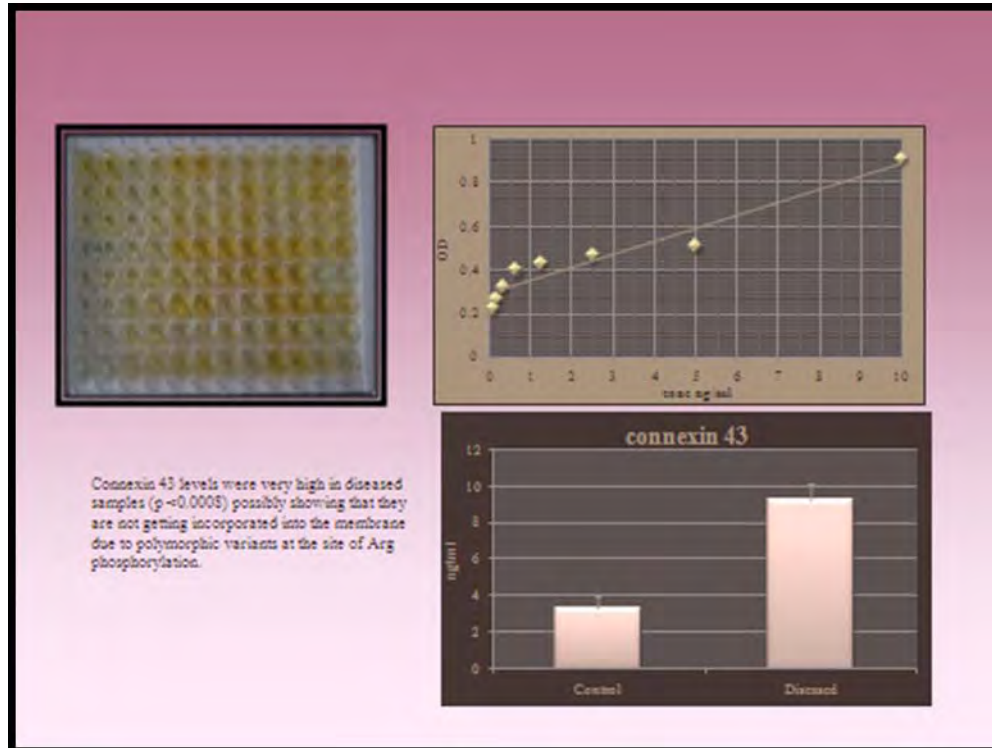 1
0.8
0.6
0.4
0.2
0
OD
0 1 2 3 4 5 6 7 8 9 10
conc ng/ml
connexin 43
12
10
8
6
4
2
0
ng/ml
Control Diseased
Connexin 43 levels were very high in diseased
samples (p <0.0008) possibly showing that they
are not getting incorporated into the membrane
due to polymorphic variants at the site of Arg
phosphorylation.